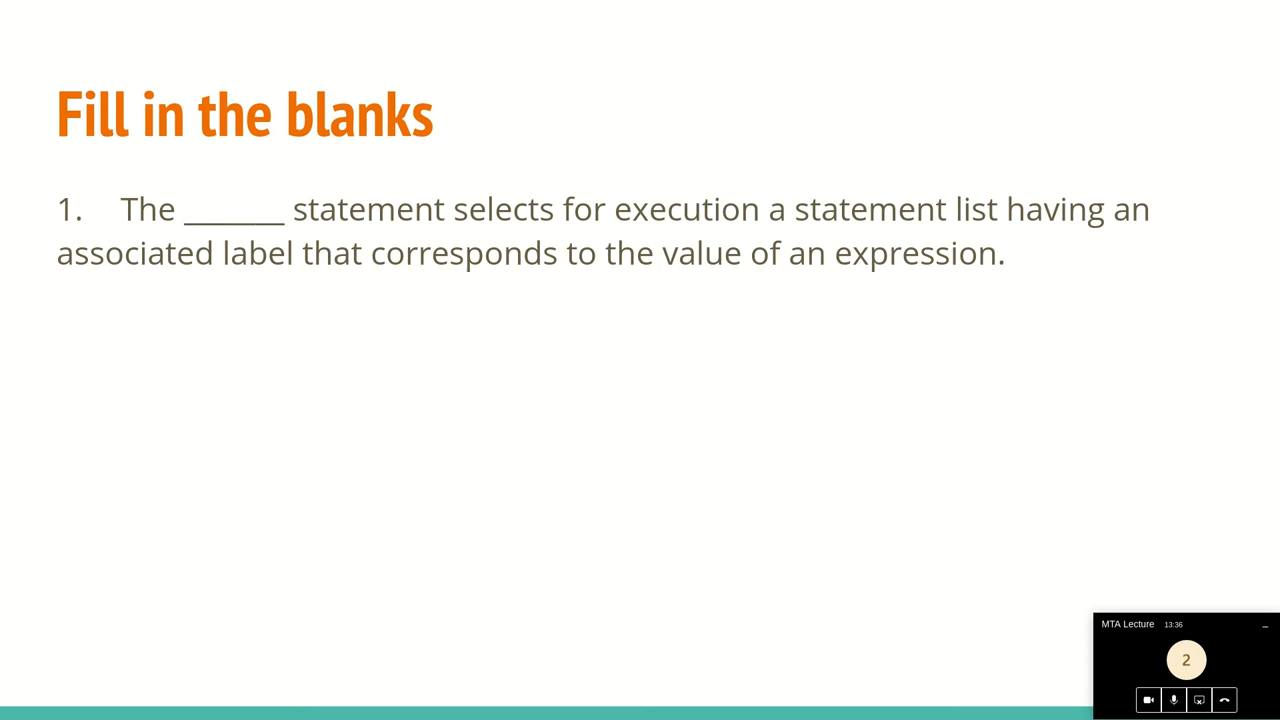 Fill in the blanks
1. The ______ statement selects for execution a statement list having an
associated label that corresponds to the value of an expression.
MTA Lecture 13:36
2